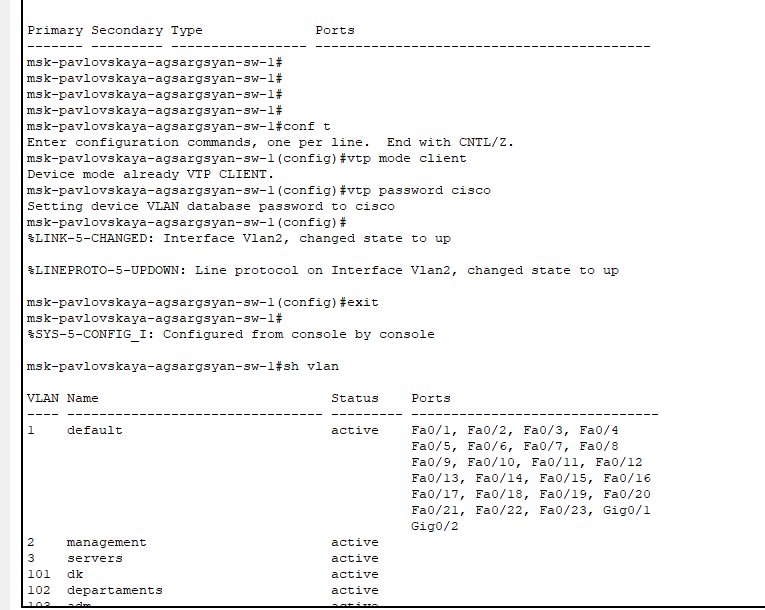 Primary Secondary Type              Ports
------- --------- ----------------- ------------------------------------------
msk-pavlovskaya-agsargsyan-sw-1#
msk-pavlovskaya-agsargsyan-sw-1#
msk-pavlovskaya-agsargsyan-sw-1#
msk-pavlovskaya-agsargsyan-sw-1#
msk-pavlovskaya-agsargsyan-sw-1#conf t
Enter configuration commands, one per line.  End with CNTL/Z.
msk-pavlovskaya-agsargsyan-sw-1(config)#vtp mode client
Device mode already VTP CLIENT.
msk-pavlovskaya-agsargsyan-sw-1(config)#vtp password cisco
Setting device VLAN database password to cisco
msk-pavlovskaya-agsargsyan-sw-1(config)#
%LINK-5-CHANGED: Interface Vlan2, changed state to up
%LINEPROTO-5-UPDOWN: Line protocol on Interface Vlan2, changed state to up
msk-pavlovskaya-agsargsyan-sw-1(config)#exit
msk-pavlovskaya-agsargsyan-sw-1#
%SYS-5-CONFIG_I: Configured from console by console
msk-pavlovskaya-agsargsyan-sw-1#sh vlan
VLAN Name                             Status    Ports
---- -------------------------------- --------- -------------------------------
1    default                          active    Fa0/1, Fa0/2, Fa0/3, Fa0/4
                                                Fa0/5, Fa0/6, Fa0/7, Fa0/8
                                                Fa0/9, Fa0/10, Fa0/11, Fa0/12
                                                Fa0/13, Fa0/14, Fa0/15, Fa0/16
                                                Fa0/17, Fa0/18, Fa0/19, Fa0/20
                                                Fa0/21, Fa0/22, Fa0/23, Gig0/1
                                                Gig0/2
2    management                       active
3    servers                          active
101  dk                               active
102  departaments                     active
103  adm                              active